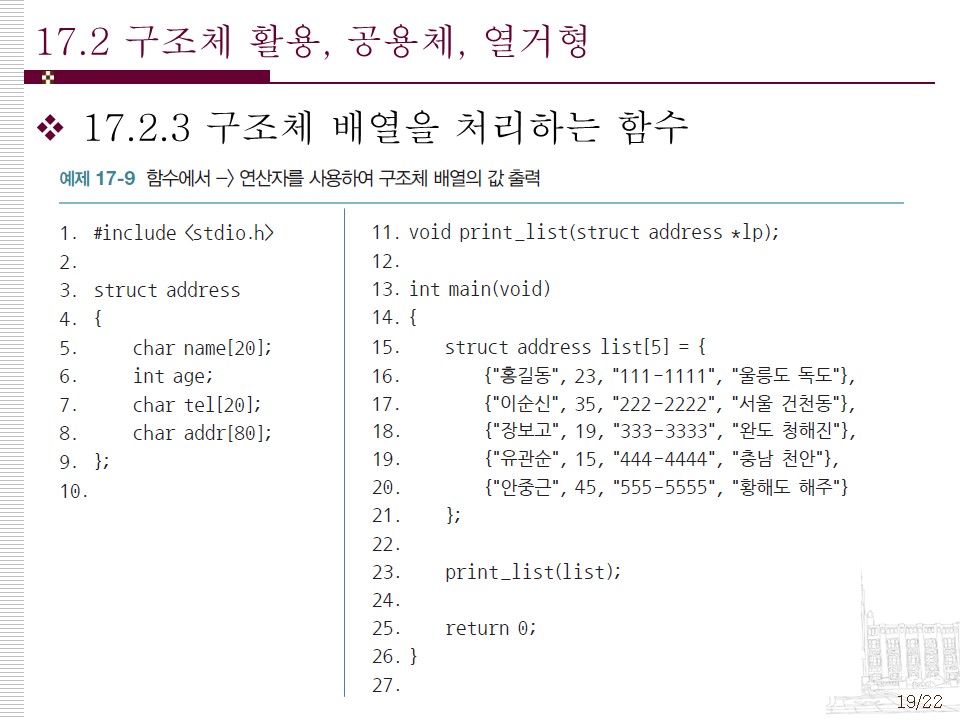 17.2 구조체 활용, 공용체, 열거형
❖ 17.2.3 구조체 배열을 처리하는 함수
예제 17-9 함수에서 -> 연산자를 사용하여 구조체 배열의 값 출력
1. #include <stdio.h>
2.
3. struct address
4. {
5. char name[20];
6. int age;
7. char tel[20];
8. char addr[80];
9. };
10.
11. void print_list(struct address *lp);
12.
13. int main(void)
14. {
15. struct address list[5] = {
16. {"홍길동", 23, "111-1111", "울릉도 독도"},
17. {"이순신", 35, "222-2222", "서울 건천동"},
18. {"장보고", 19, "333-3333", "완도 청해진"},
19. {"유관순", 15, "444-4444", "충남 천안"},
20. {"안중근", 45, "555-5555", "황해도 해주"}
21. };
22.
23. print_list(list);
24.
25. return 0;
26. }
27.
19/22